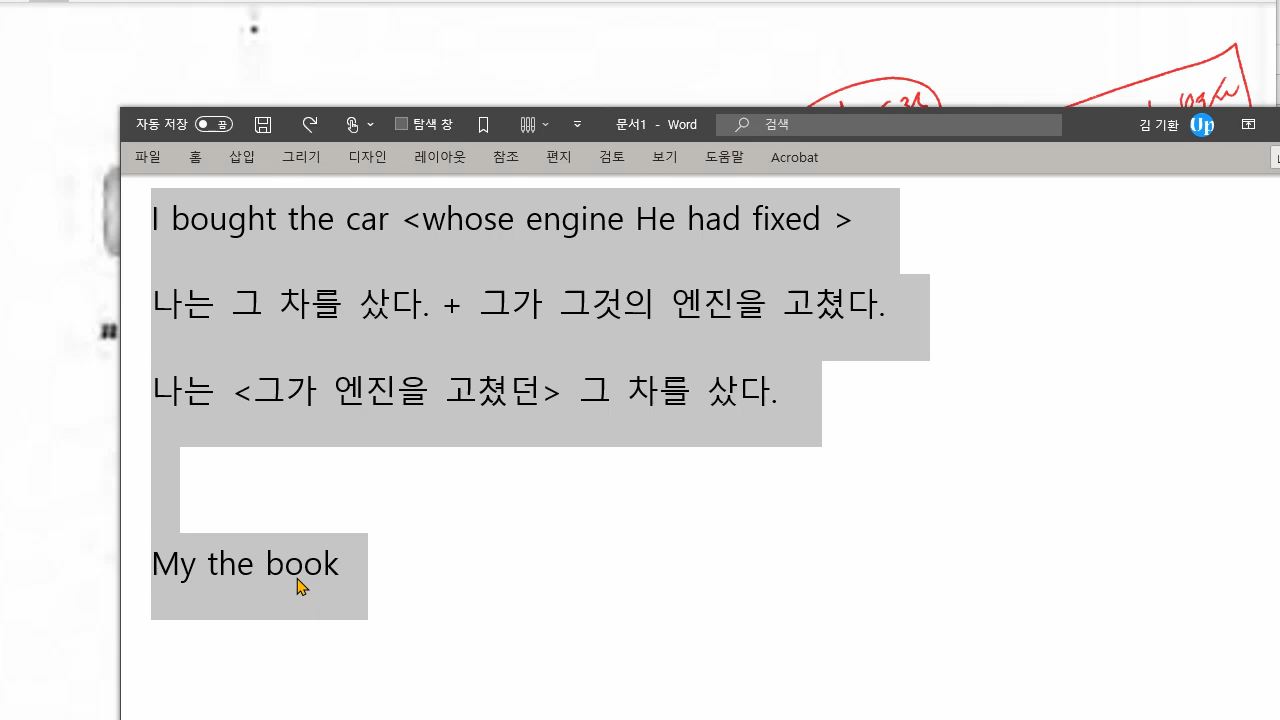 자동 저장 공 탐색 창 문서1 - Word 검색 김 기환 Up
파일 홈 삽입 그리기 디자인 레이아웃 참조 편지 검토 보기 도움말 Acrobat
I bought the car <whose engine He had fixed >
나는 그 차를 샀다. + 그가 그것의 엔진을 고쳤다.
나는 <그가 엔진을 고쳤던> 그 차를 샀다.
My the book